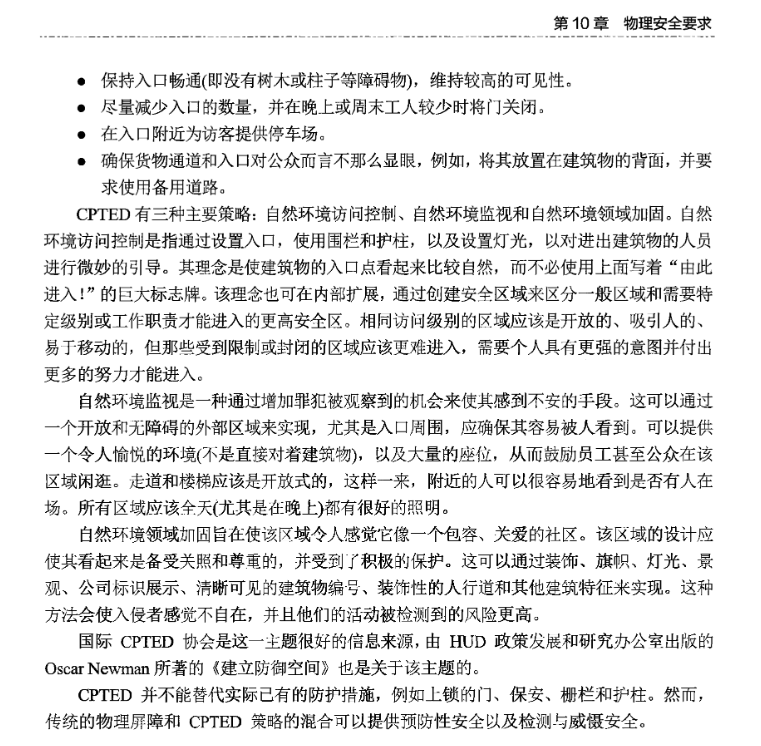 第 10 章 物理安全要求
● 保持入口畅通(即没有树木或柱子等障碍物)，维持较高的可见性。
● 尽量减少入口的数量，并在晚上或周末工人较少时将门关闭。
● 在入口附近为访客提供停车场。
● 确保货物通道和入口对公众而言不那么显眼，例如，将其放置在建筑物的背面，并要
求使用备用道路。
CPTED 有三种主要策略：自然环境访问控制、自然环境监视和自然环境领域加固。自然
环境访问控制是指通过设置入口，使用围栏和护柱，以及设置灯光，以对进出建筑物的人员
进行微妙的引导。其理念是使建筑物的入口点看起来比较自然，而不必使用上面写着“由此
进入！”的巨大标志牌。该理念也可在内部扩展，通过创建安全区域来区分一般区域和需要特
定级别或工作职责才能进入的更高安全区。相同访问级别的区域应该是开放的、吸引人的、
易于移动的，但那些受到限制或封闭的区域应该更难进入，需要个人具有更强的意图并付出
更多的努力才能进入。
自然环境监视是一种通过增加罪犯被观察到的机会来使其感到不安的手段。这可以通过
一个开放和无障碍的外部区域来实现，尤其是入口周围，应确保其容易被人看到。可以提供
一个令人愉悦的环境(不是直接对着建筑物)，以及大量的座位，从而鼓励员工甚至公众在该
区域闲逛。走道和楼梯应该是开放式的，这样一来，附近的人可以很容易地看到是否有人在
场。所有区域应该全天(尤其是在晚上)都有很好的照明。
自然环境领域加固旨在使该区域令人感觉它像一个包容、关爱的社区。该区域的设计应
使其看起来是备受关照和尊重的，并受到了积极的保护。这可以通过装饰、旗帜、灯光、景
观、公司标识展示、清晰可见的建筑物编号、装饰性的人行道和其他建筑特征来实现。这种
方法会使入侵者感觉不自在，并且他们的活动被检测到的风险更高。
国际 CPTED 协会是这一主题很好的信息来源，由 HUD 政策发展和研究办公室出版的
Oscar Newman 所著的《建立防御空间》也是关于该主题的。
CPTED 并不能替代实际已有的防护措施，例如上锁的门、保安、栅栏和护柱。然而，
传统的物理屏障和 CPTED 策略的混合可以提供预防性安全以及检测与威慑安全。